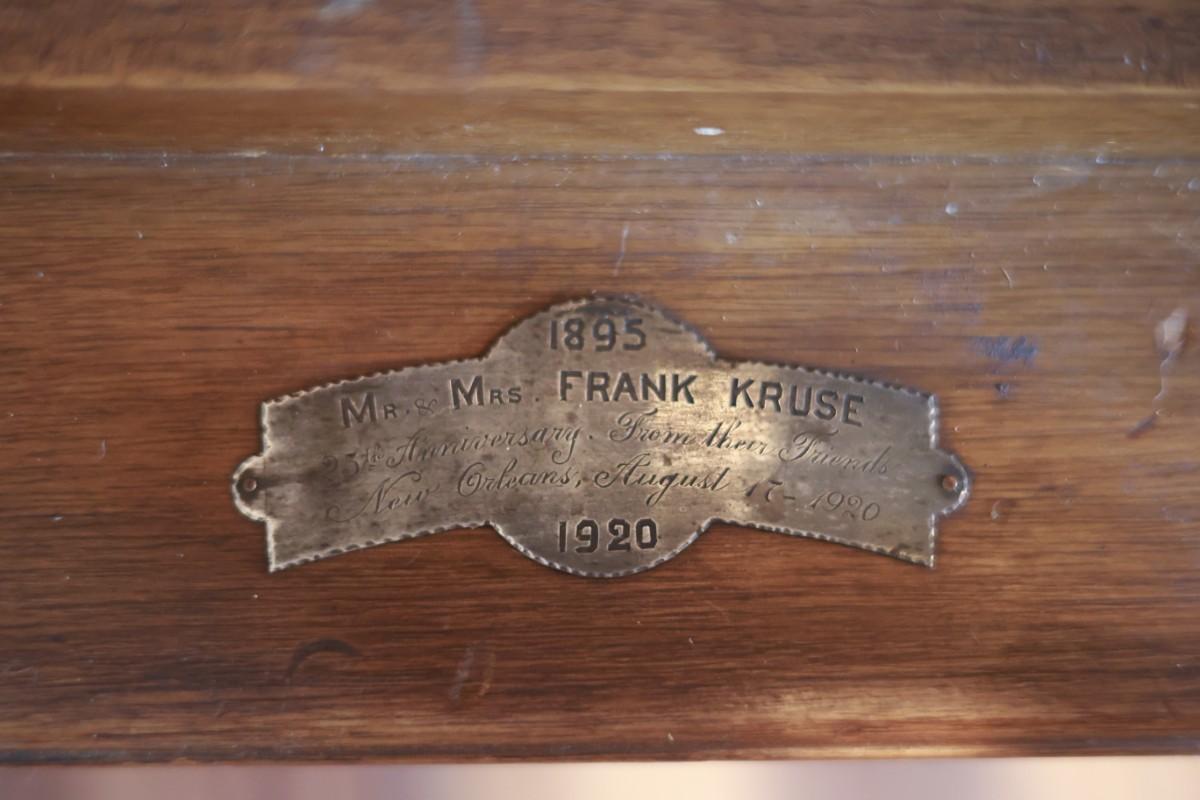 1895
MR. & MRS. FRANK KRUSE
25th Anniversary. From their Friends
New Orleans, August 17- 1920
1920